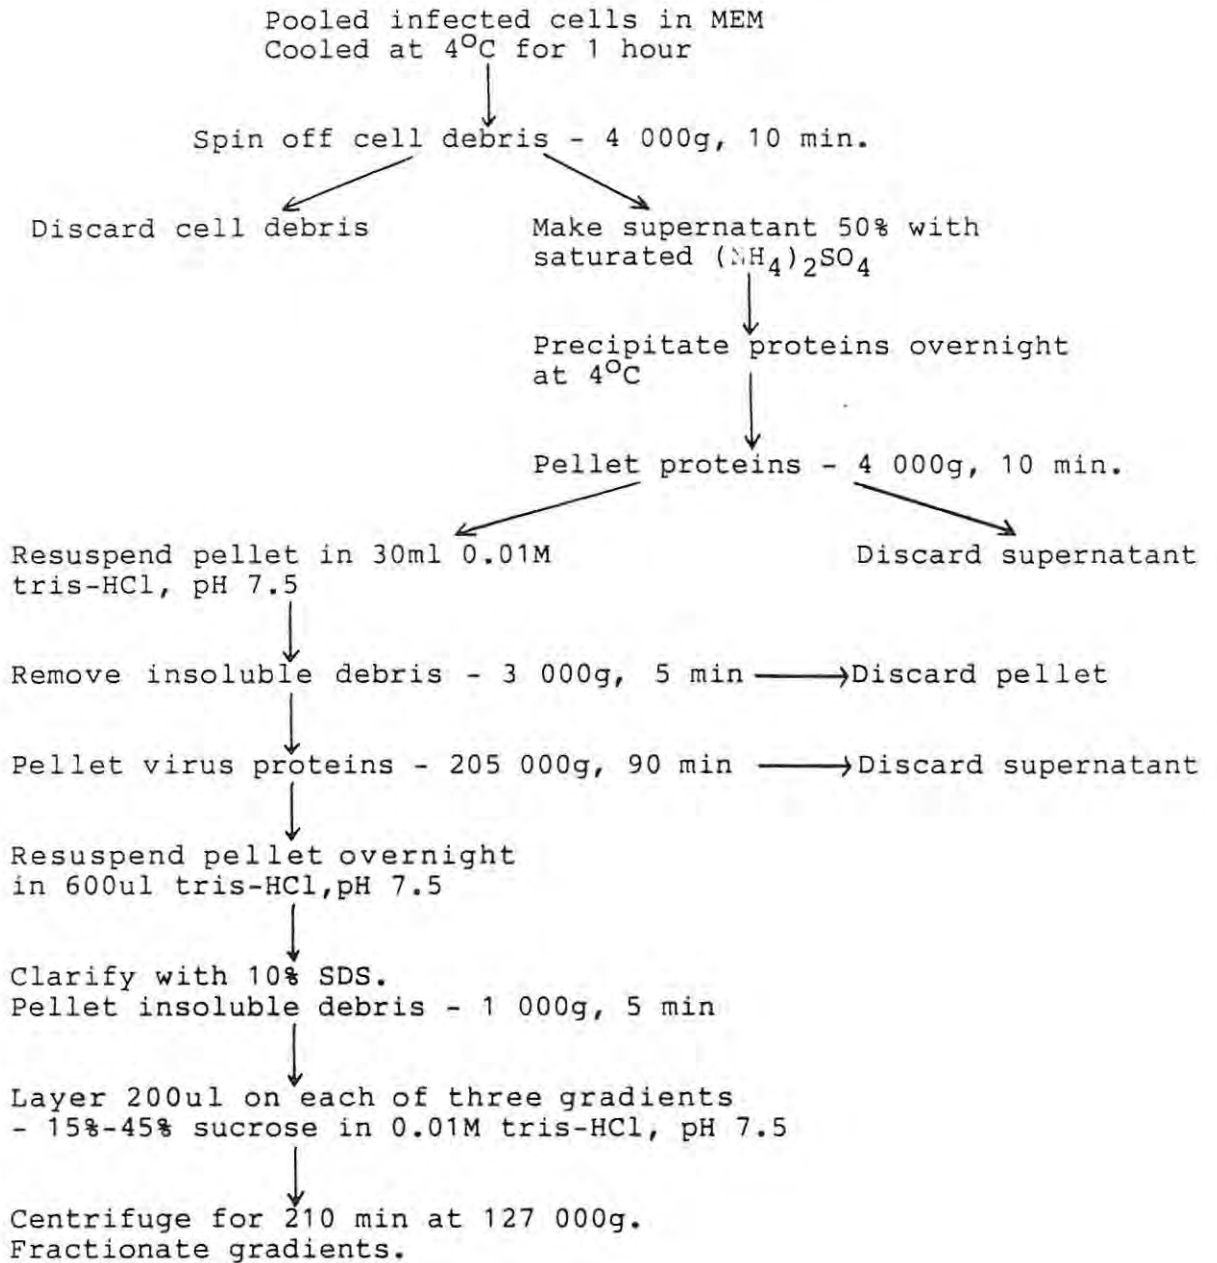 Pooled infected cells in MEM
Cooled at 4°C for 1 hour
Spin off cell debris - 4 000g, 10 min.
Discard cell debris
Make supernatant 50% with
saturated (NH4)2SO4
Precipitate proteins overnight
at 4°C
Pellet proteins - 4 000g, 10 min.
Resuspend pellet in 30ml 0.01M
tris-HCl, pH 7.5
Discard supernatant
Remove insoluble debris - 3 000g, 5 min
Discard pellet
Pellet virus proteins - 205 000g, 90 min
Discard supernatant
Resuspend pellet overnight
in 600ul tris-HCl,pH 7.5
Clarify with 10% SDS.
Pellet insoluble debris - 1 000g, 5 min
Layer 200ul on each of three gradients
- 15%-45% sucrose in 0.01M tris-HCl, pH 7.5
Centrifuge for 210 min at 127 000g.
Fractionate gradients.